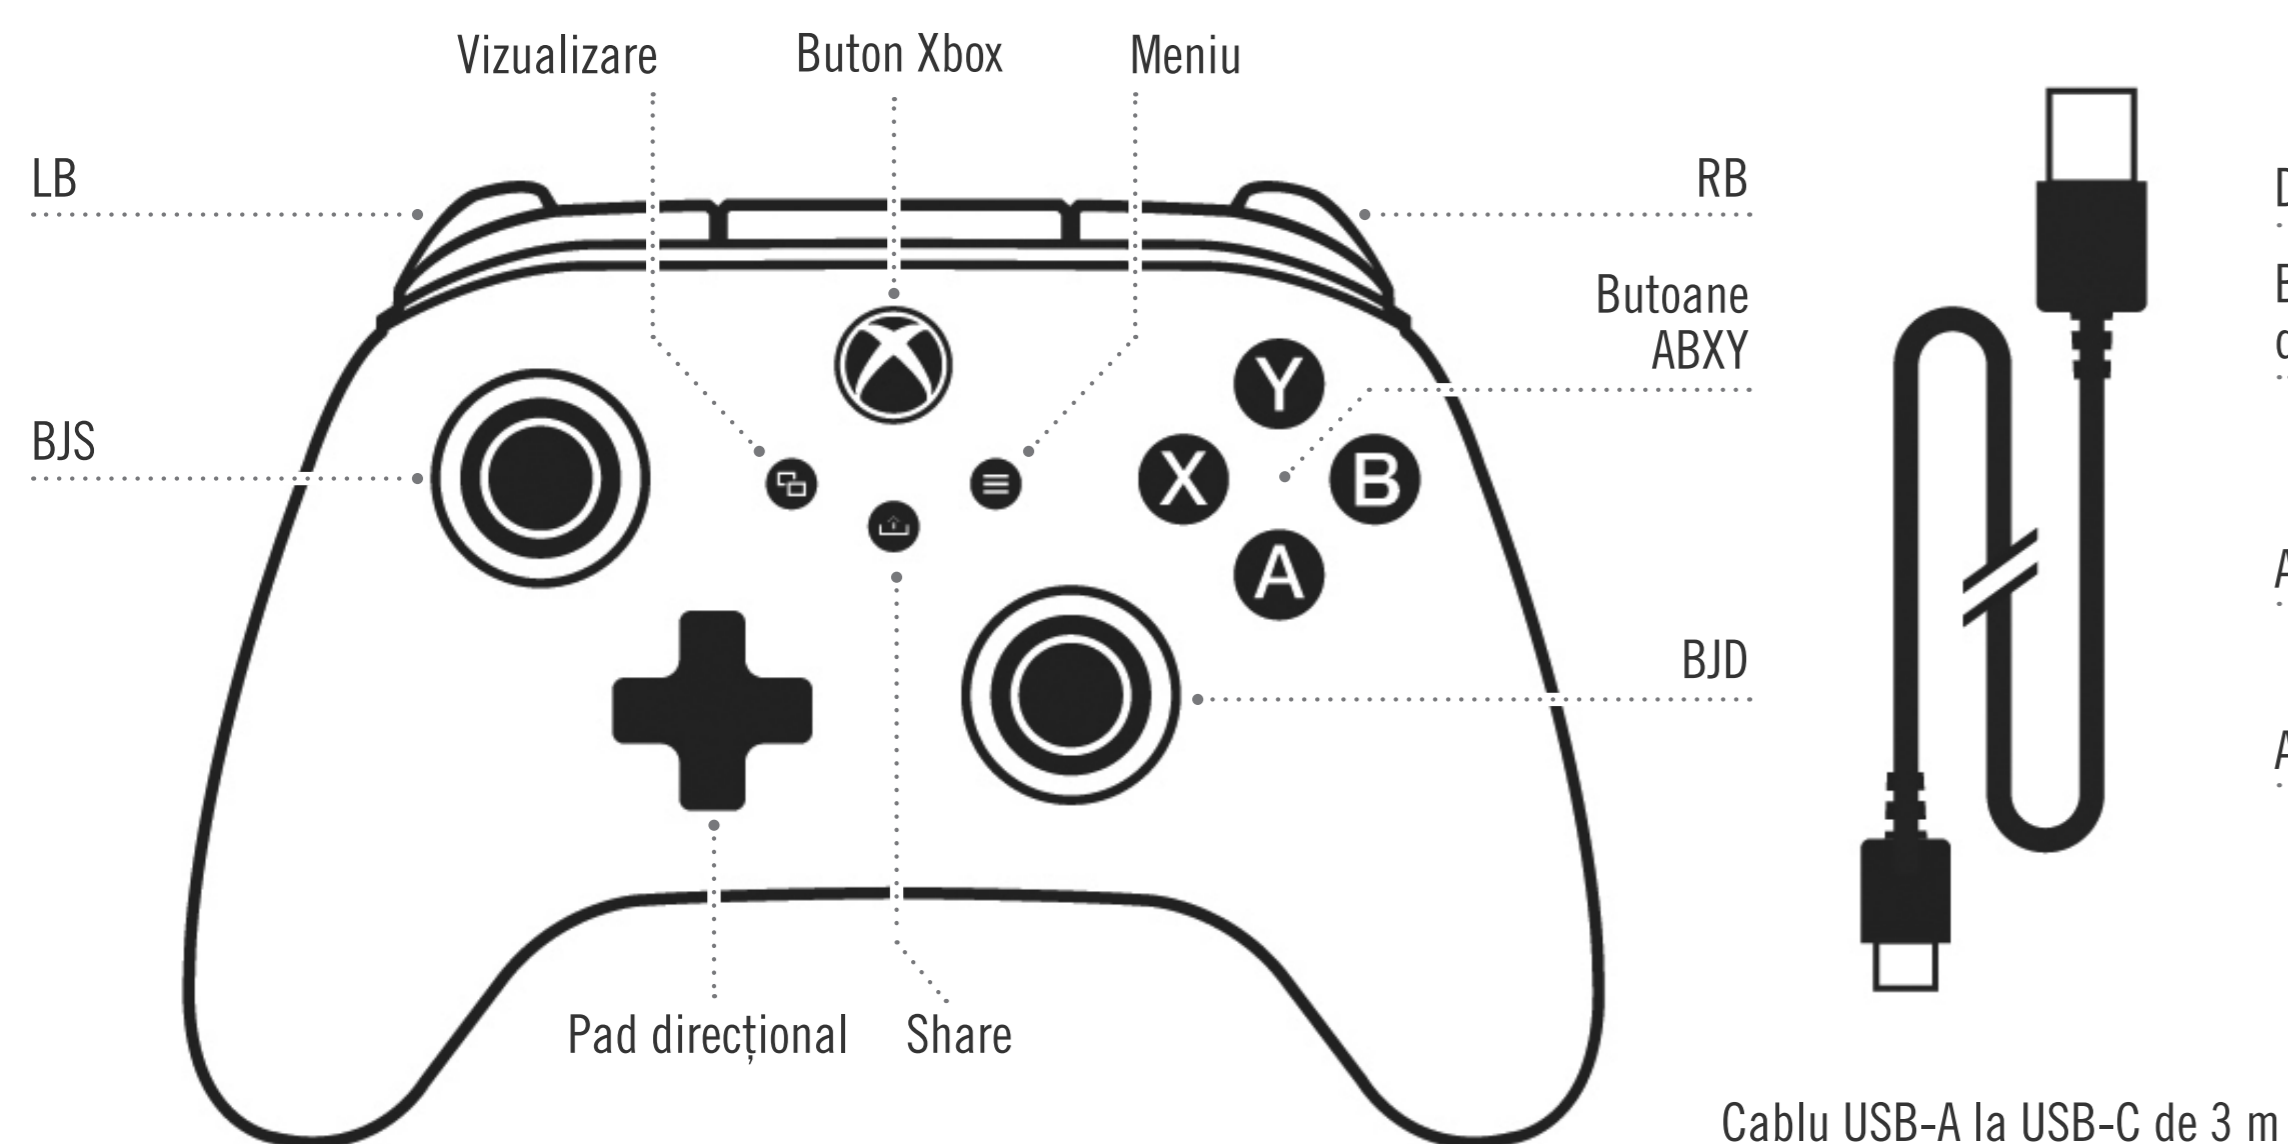 Vizualizare
Buton Xbox
Meniu
LB
RB
Butoane
ABXY
BJS
Y
X
B
A
BJD
Pad direcțional
Share
Cablu USB-A la USB-C de 3 m